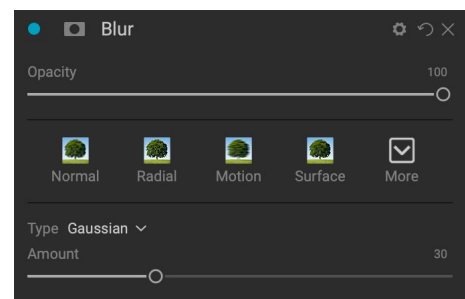 Blur
Opacity 100
Normal Radial Motion Surface More
Type Gaussian
Amount 30